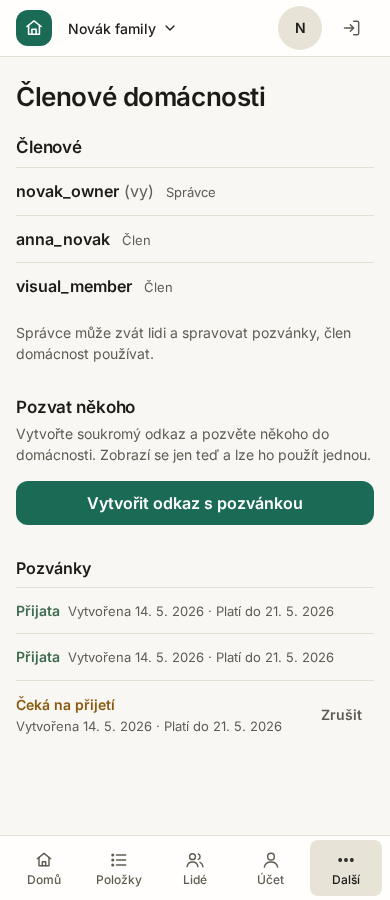 Novák family
N
Členové domácnosti
Členové
novak_owner (vy) Správce
anna_novak Člen
visual_member Člen
Správce může zvát lidi a spravovat pozvánky, člen
domácnost používat.
Pozvat někoho
Vytvořte soukromý odkaz a pozvěte někoho do
domácnosti. Zobrazí se jen teď a lze ho použít jednou.
Vytvořit odkaz s pozvánkou
Pozvánky
Přijata Vytvořena 14. 5. 2026 · Platí do 21. 5. 2026
Přijata Vytvořena 14. 5. 2026 · Platí do 21. 5. 2026
Čeká na přijetí
Vytvořena 14. 5. 2026 · Platí do 21. 5. 2026
Zrušit
Domů Položky Lidé Účet Další